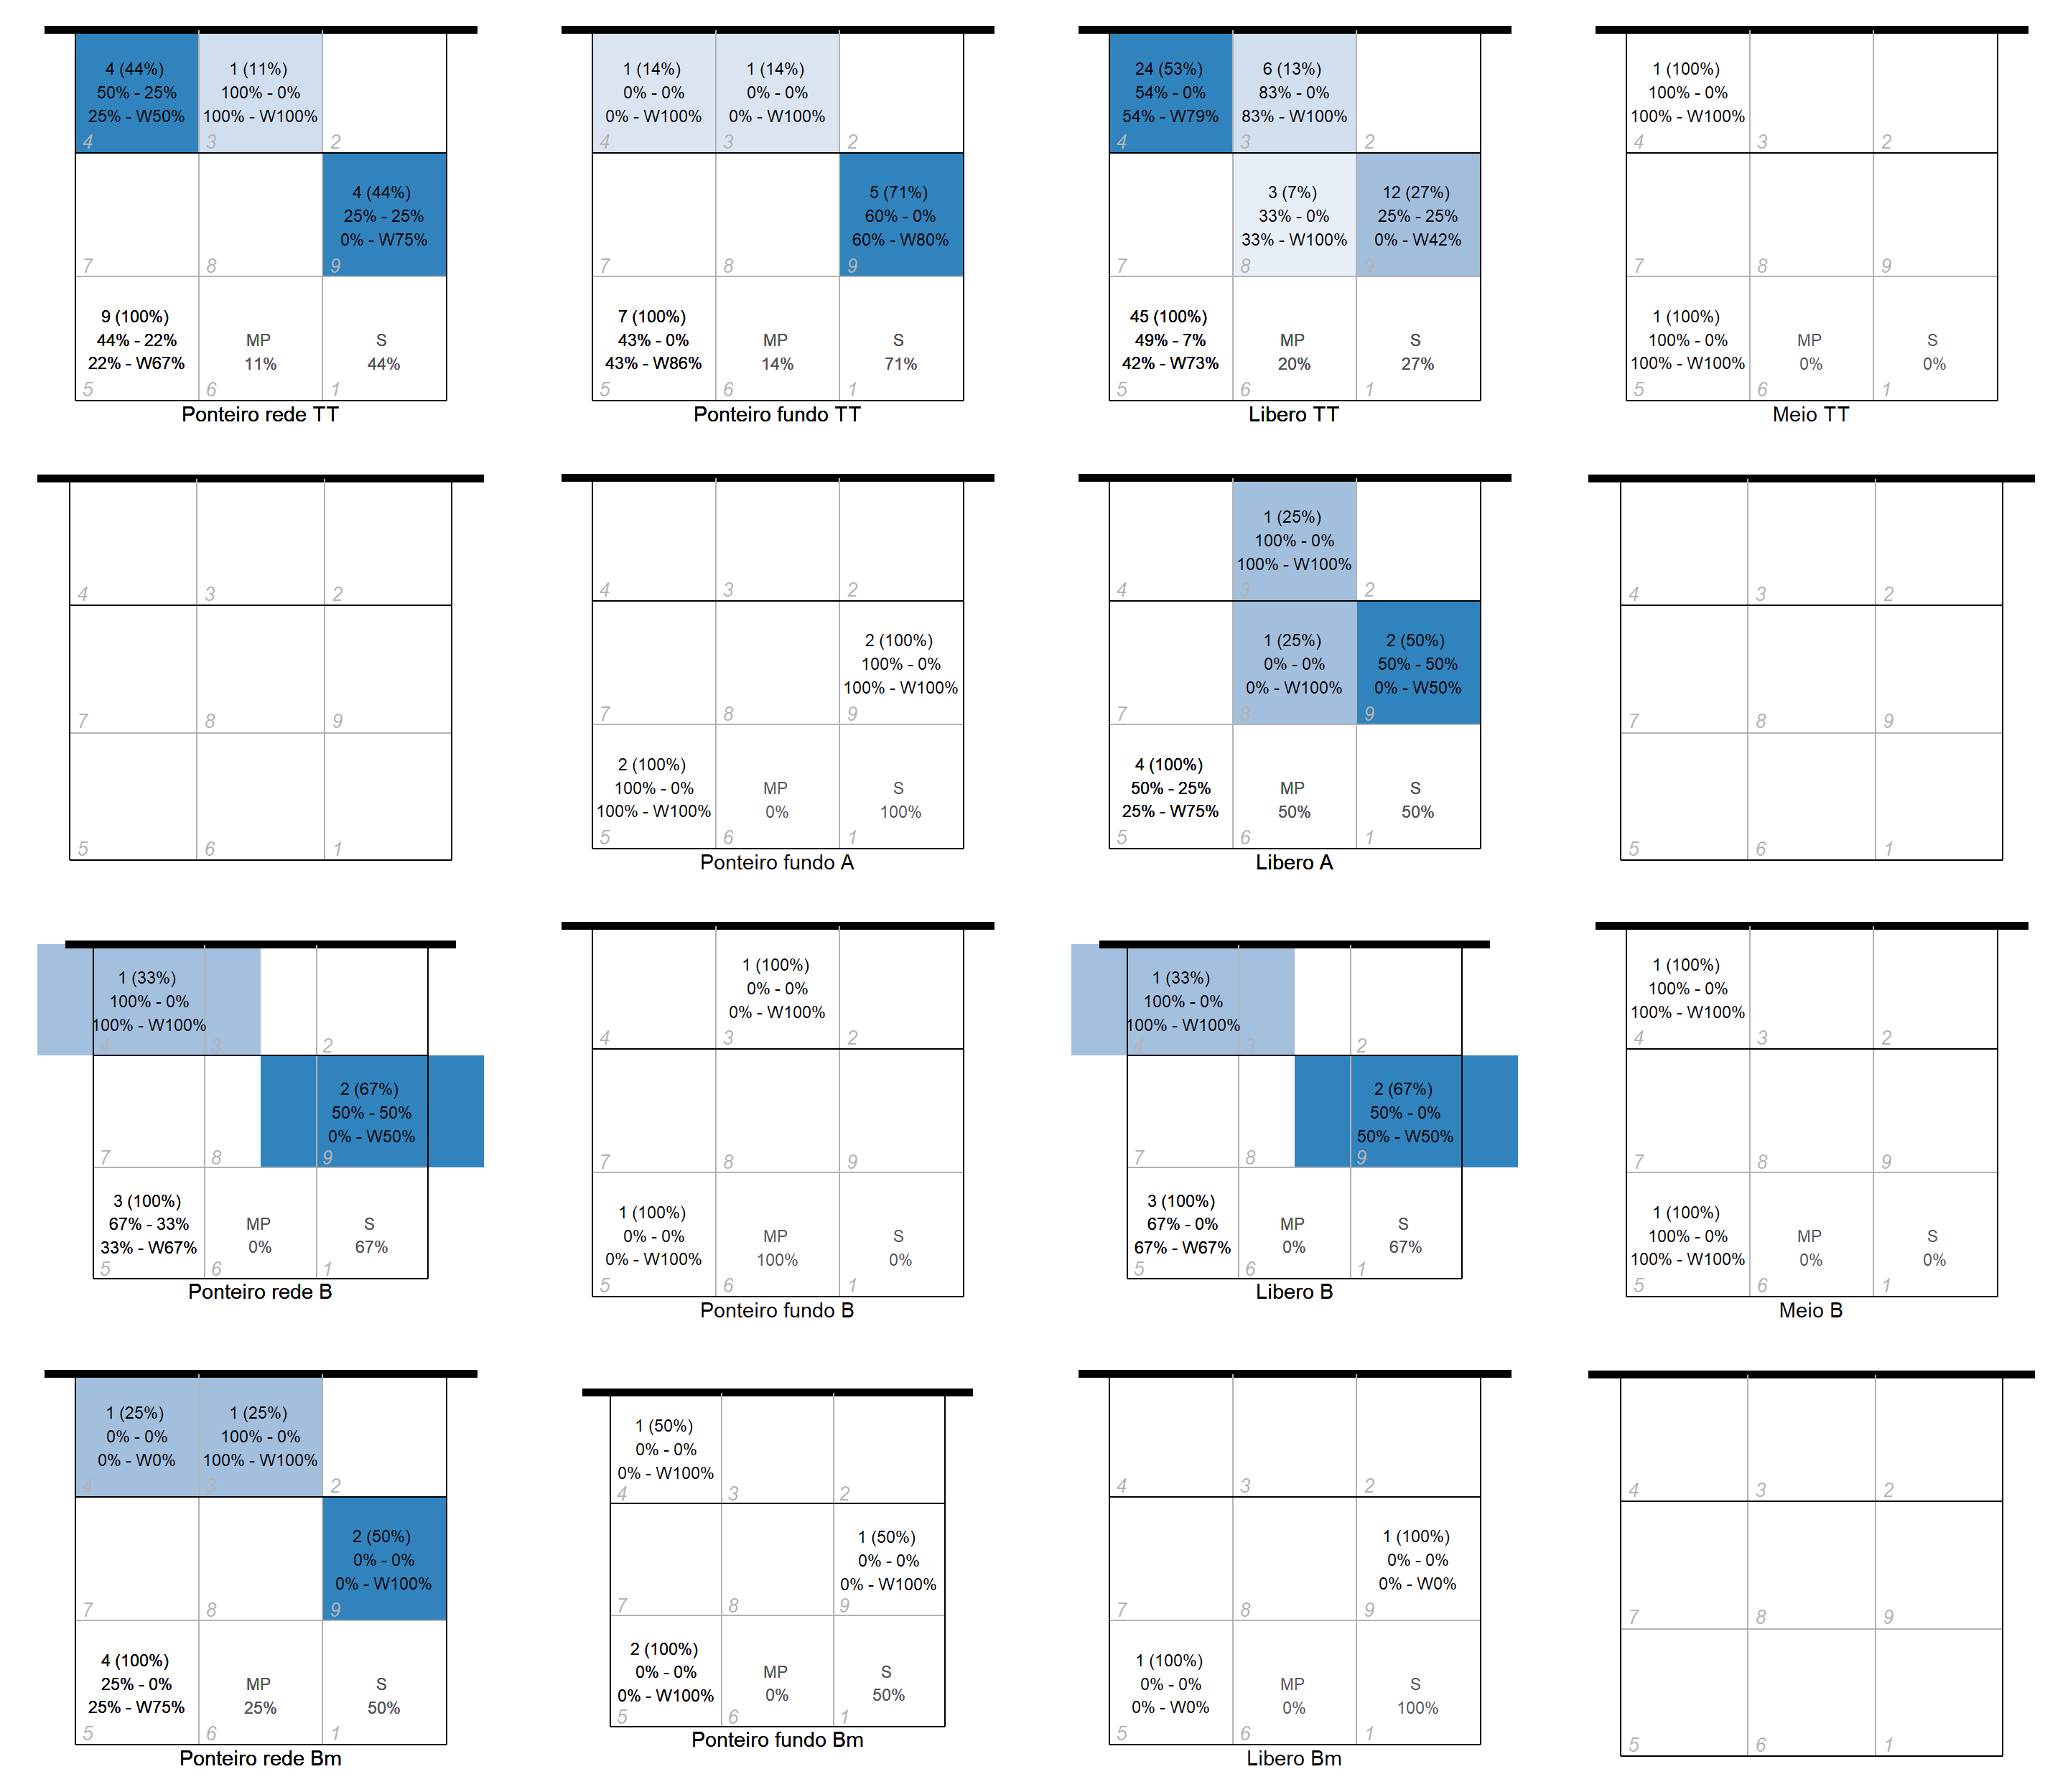 4 (44%)
50% - 25%
25% - W50%
4
1 (11%)
100% - 0%
100% - W100%
3
2
7
8
4 (44%)
25% - 25%
0% - W75%
9
9 (100%)
44% - 22%
22% - W67%
5
MP
11%
6
S
44%
1
Ponteiro rede TT
1 (14%)
0% - 0%
0% - W100%
4
1 (14%)
0% - 0%
0% - W100%
3
2
7
8
5 (71%)
60% - 0%
60% - W80%
9
7 (100%)
43% - 0%
43% - W86%
5
MP
14%
6
S
71%
1
Ponteiro fundo TT
24 (53%)
54% - 0%
54% - W79%
4
6 (13%)
83% - 0%
83% - W100%
3
2
7
3 (7%)
33% - 0%
33% - W100%
8
12 (27%)
25% - 25%
0% - W42%
9
45 (100%)
49% - 7%
42% - W73%
5
MP
20%
6
S
27%
1
Libero TT
1 (100%)
100% - 0%
100% - W100%
4
3
2
7
8
9
1 (100%)
100% - 0%
100% - W100%
5
MP
0%
6
S
0%
1
Meio TT
4
3
2
7
8
9
5
6
1
4
3
2
7
8
2 (100%)
100% - 0%
100% - W100%
9
2 (100%)
100% - 0%
100% - W100%
5
MP
0%
6
S
100%
1
Ponteiro fundo A
4
1 (25%)
100% - 0%
100% - W100%
3
2
7
1 (25%)
0% - 0%
0% - W100%
8
2 (50%)
50% - 50%
0% - W50%
9
4 (100%)
50% - 25%
25% - W75%
5
MP
50%
6
S
50%
1
Libero A
4
3
2
7
8
9
5
6
1
1 (33%)
100% - 0%
100% - W100%
4
3
2
7
8
2 (67%)
50% - 50%
0% - W50%
9
3 (100%)
67% - 33%
33% - W67%
5
MP
0%
6
S
67%
1
Ponteiro rede B
4
1 (100%)
0% - 0%
0% - W100%
3
2
7
8
9
1 (100%)
0% - 0%
0% - W100%
5
MP
100%
6
S
0%
1
Ponteiro fundo B
1 (33%)
100% - 0%
100% - W100%
4
3
2
7
8
2 (67%)
50% - 0%
50% - W50%
9
3 (100%)
67% - 0%
67% - W67%
5
MP
0%
6
S
67%
1
Libero B
1 (100%)
100% - 0%
100% - W100%
4
3
2
7
8
9
1 (100%)
100% - 0%
100% - W100%
5
MP
0%
6
S
0%
1
Meio B
1 (25%)
0% - 0%
0% - W0%
4
1 (25%)
100% - 0%
100% - W100%
3
2
7
8
2 (50%)
0% - 0%
0% - W100%
9
4 (100%)
25% - 0%
25% - W75%
5
MP
25%
6
S
50%
1
Ponteiro rede Bm
1 (50%)
0% - 0%
0% - W100%
4
3
2
7
8
1 (50%)
0% - 0%
0% - W100%
9
2 (100%)
0% - 0%
0% - W100%
5
MP
0%
6
S
50%
1
Ponteiro fundo Bm
4
3
2
7
8
1 (100%)
0% - 0%
0% - W0%
9
1 (100%)
0% - 0%
0% - W0%
5
MP
0%
6
S
100%
1
Libero Bm
4
3
2
7
8
9
5
6
1